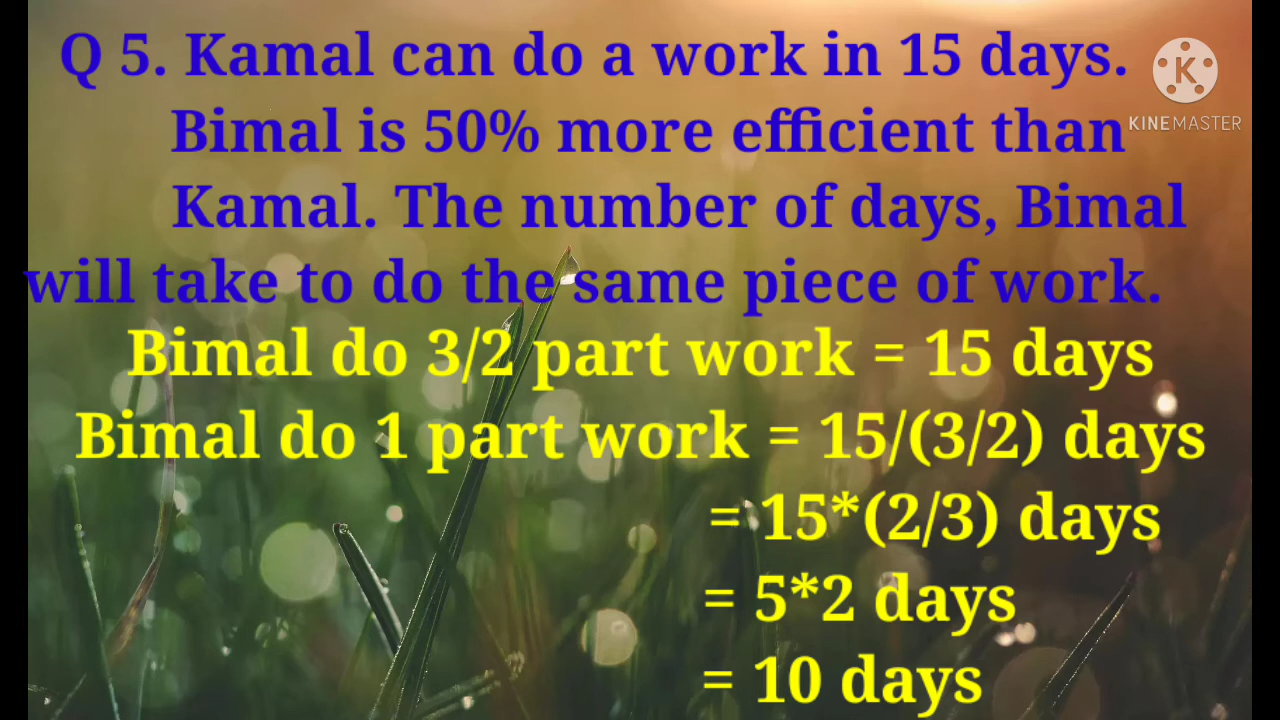 Q 5. Kamal can do a work in 15 days.
K
KINEMASTER
Bimal is 50% more efficient than
Kamal. The number of days, Bimal
will take to do the same piece of work.
Bimal do 3/2 part work = 15 days
Bimal do 1 part work = 15/(3/2) days
= 15*(2/3) days
= 5*2 days
= 10 days